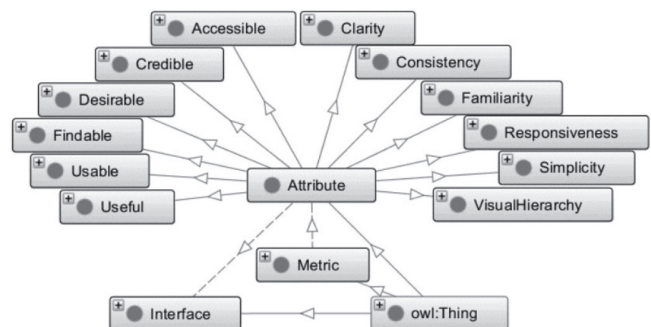 Accessible
Clarity
Credible
Consistency
Desirable
Familiarity
Findable
Responsiveness
Usable
Simplicity
Attribute
Useful
VisualHierarchy
Metric
Interface
owl:Thing